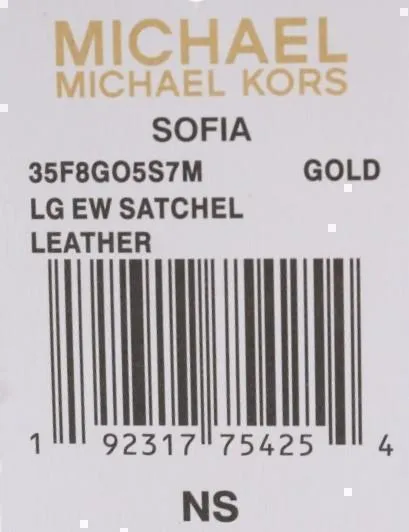 MICHAEL
MICHAEL KORS
SOFIA
35F8GO5S7M GOLD
LG EW SATCHEL
LEATHER
1 92317 75425 4
NS